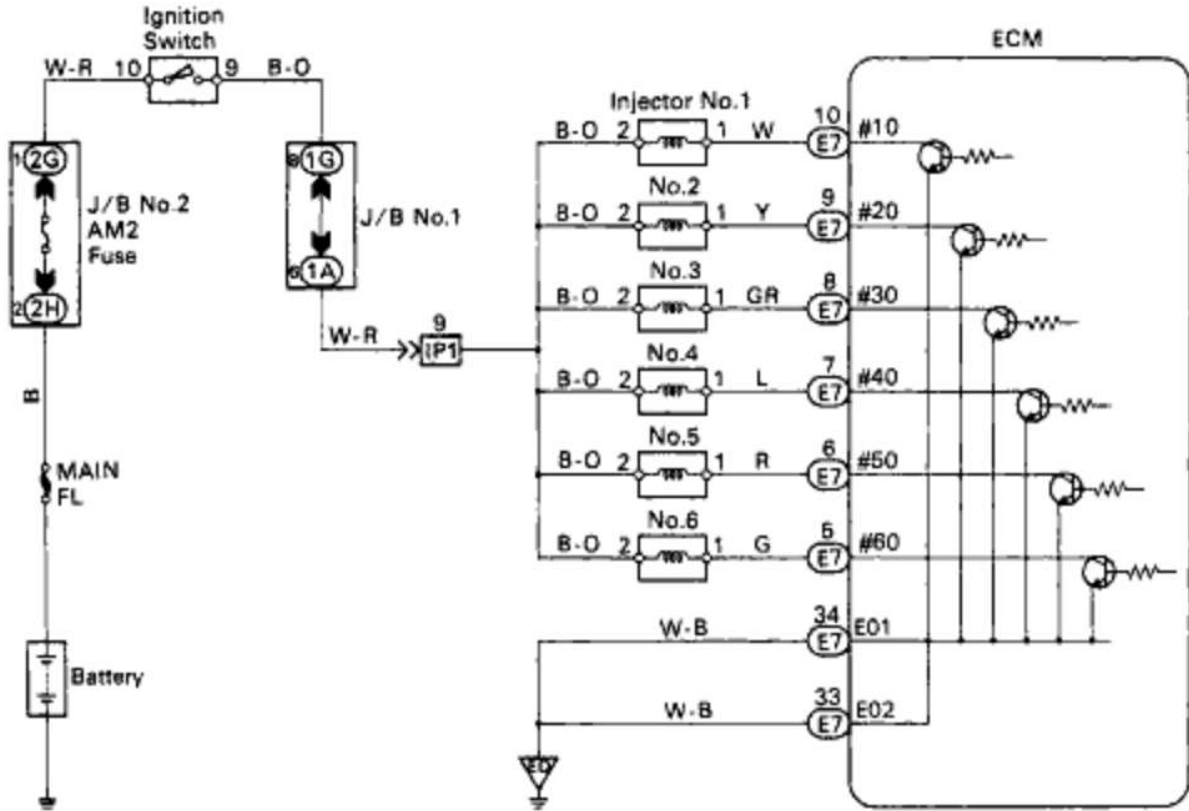 Ignition
Switch
ECM
W-R 10 9 B-O
Injector No.1
B-O 2 1 W 10 E7 #10
1 2G
8 1G
J/B No.2
AM2
Fuse
J/B No.1
No.2
B-O 2 1 Y 9 E7 #20
2 2H
1A
No.3
B-O 2 1 GR 8 E7 #30
W-R 9 IP1
No.4
B-O 2 1 L 7 E7 #40
B
No.5
B-O 2 1 R 6 E7 #50
MAIN
FL
No.6
B-O 2 1 G 5 E7 #60
W-B 34 E7 E01
Battery
W-B 33 E7 E02